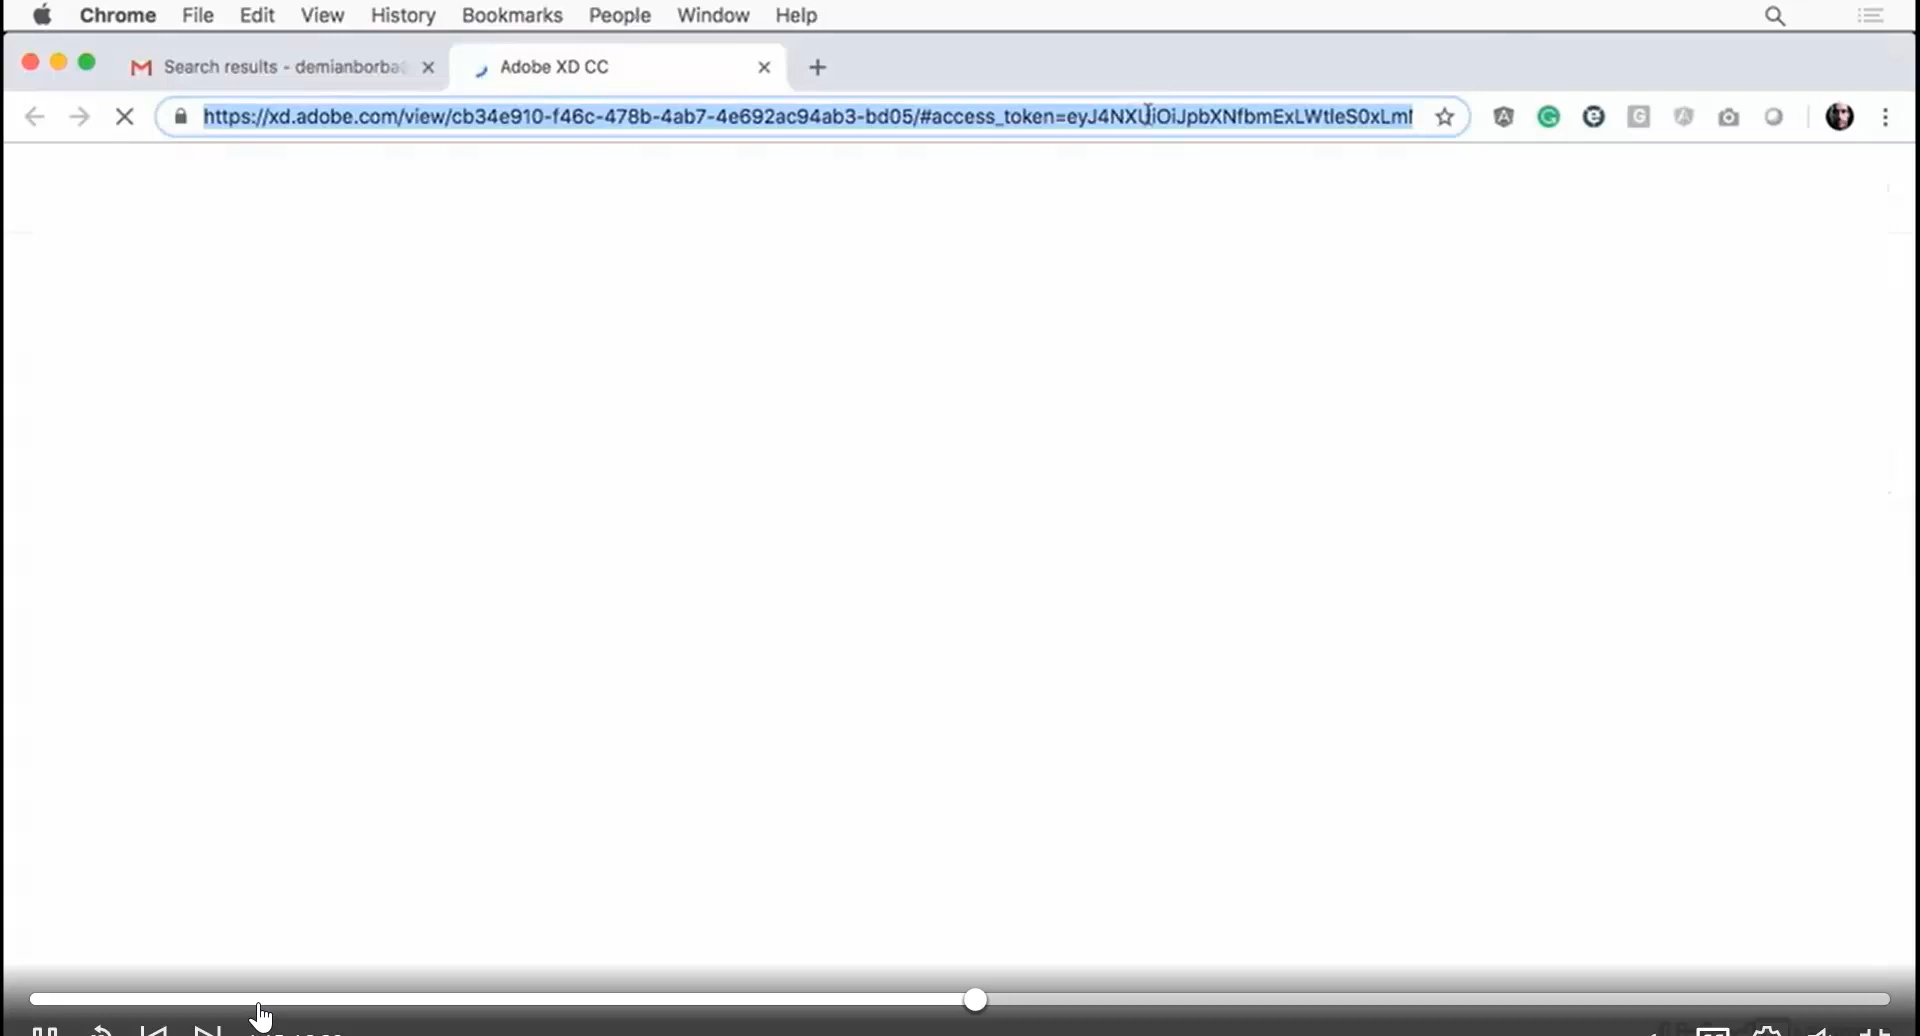 Chrome File Edit View History Bookmarks People Window Help
Search results - demianborba
Adobe XD CC
https://xd.adobe.com/view/cb34e910-f46c-478b-4ab7-4e692ac94ab3-bd05/#access_token=eyJ4NXUiOiJpbXNfbmExLWtleS0xLm